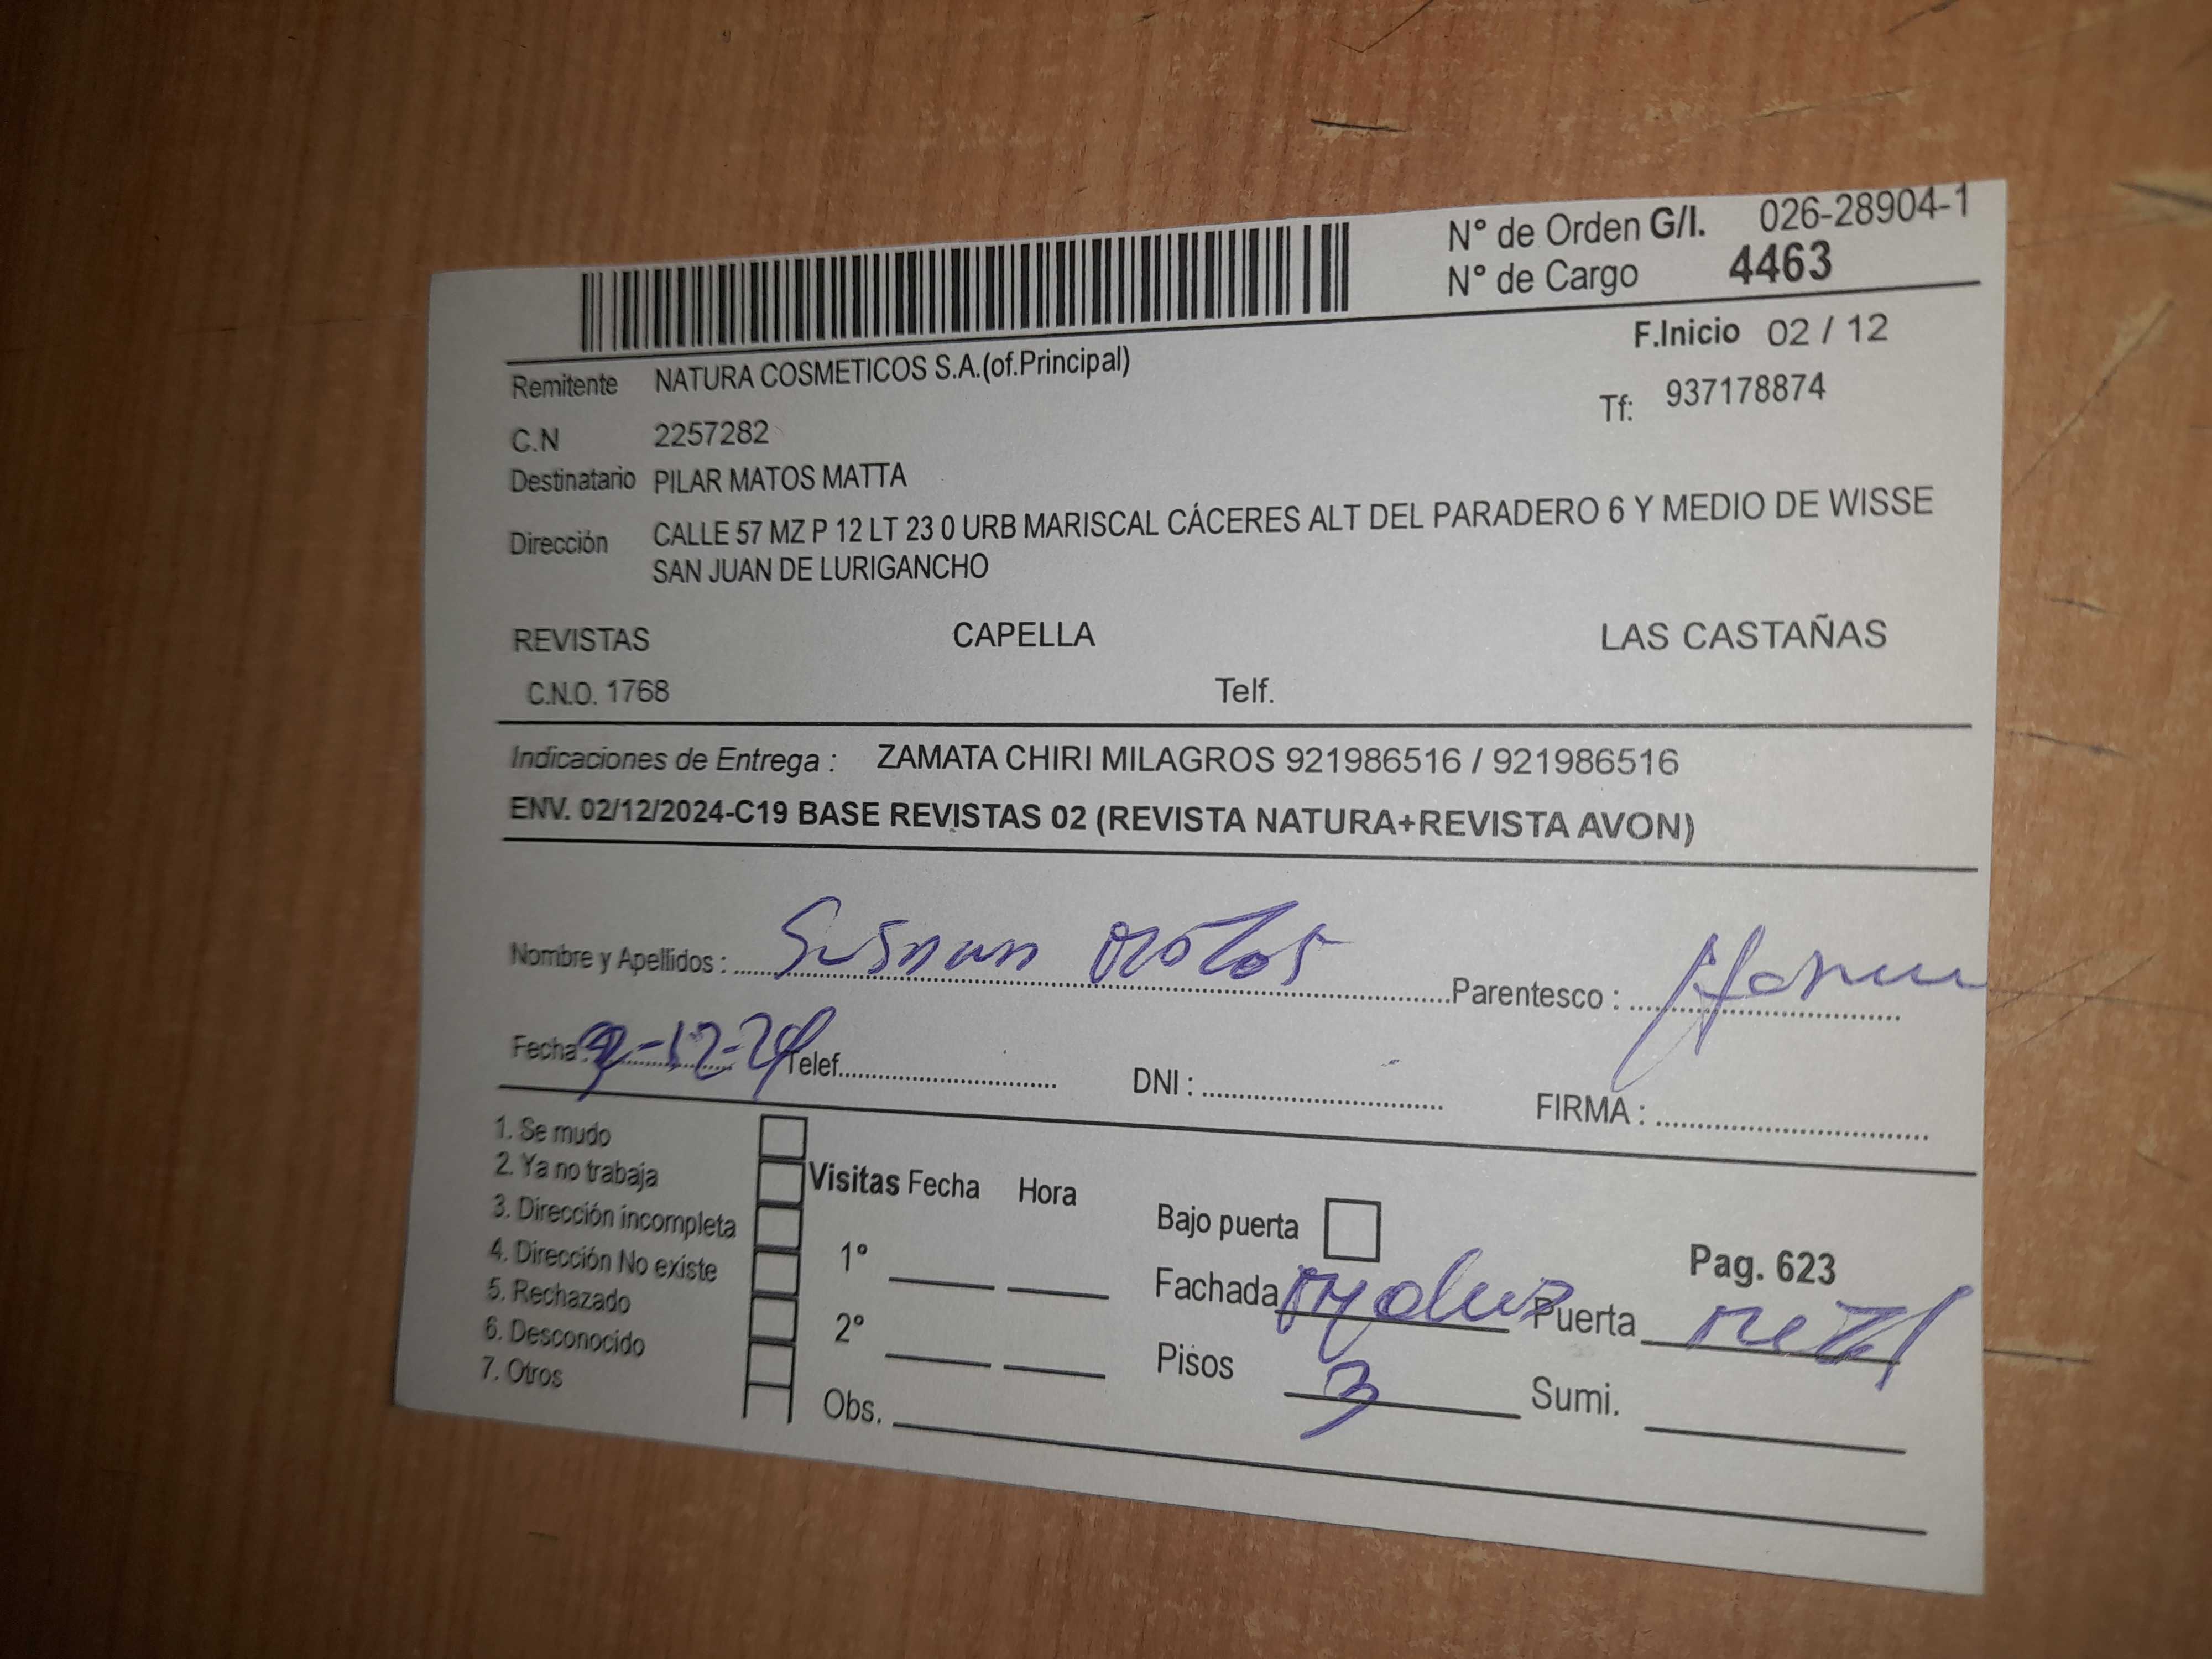 N° de Orden G/I. 026-28904-1
N° de Cargo 4463
F.Inicio 02 / 12
Remitente NATURA COSMETICOS S.A.(of.Principal)
Tf: 937178874
C.N 2257282
Destinatario PILAR MATOS MATTA
Dirección CALLE 57 MZ P 12 LT 23 0 URB MARISCAL CÁCERES ALT DEL PARADERO 6 Y MEDIO DE WISSE
SAN JUAN DE LURIGANCHO
REVISTAS CAPELLA LAS CASTAÑAS
C.N.O. 1768 Telf.
Indicaciones de Entrega : ZAMATA CHIRI MILAGROS 921986516 / 921986516
ENV. 02/12/2024-C19 BASE REVISTAS 02 (REVISTA NATURA+REVISTA AVON)
Nombre y Apellidos : Parentesco :
Fecha : Telef. DNI : FIRMA :
1. Se mudo
2. Ya no trabaja
3. Dirección incompleta
4. Dirección No existe
5. Rechazado
6. Desconocido
7. Otros
Visitas Fecha Hora
1°
2°
Obs.
Bajo puerta
Pag. 623
Fachada Puerta
Pisos 3 Sumi.